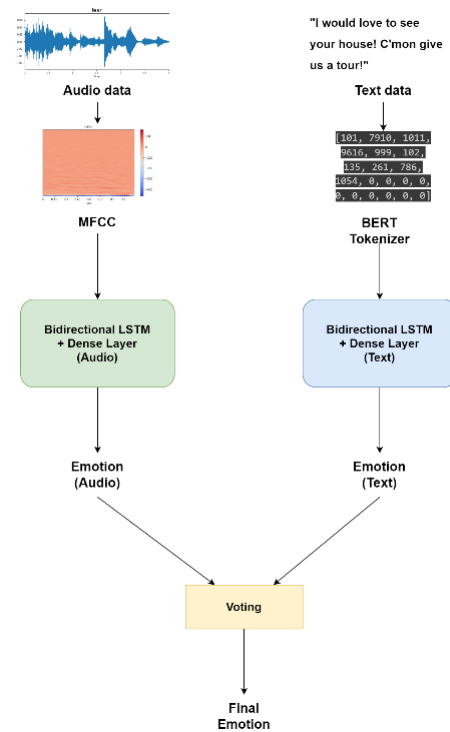 fear
"I would love to see
your house! C'mon give
us a tour!"
Audio data
Text data
[101, 7910, 1011,
9616, 999, 102,
135, 261, 786,
1054, 0, 0, 0, 0,
0, 0, 0, 0, 0, 0]
MFCC
BERT
Tokenizer
Bidirectional LSTM
+ Dense Layer
(Audio)
Bidirectional LSTM
+ Dense Layer
(Text)
Emotion
(Audio)
Emotion
(Text)
Voting
Final
Emotion